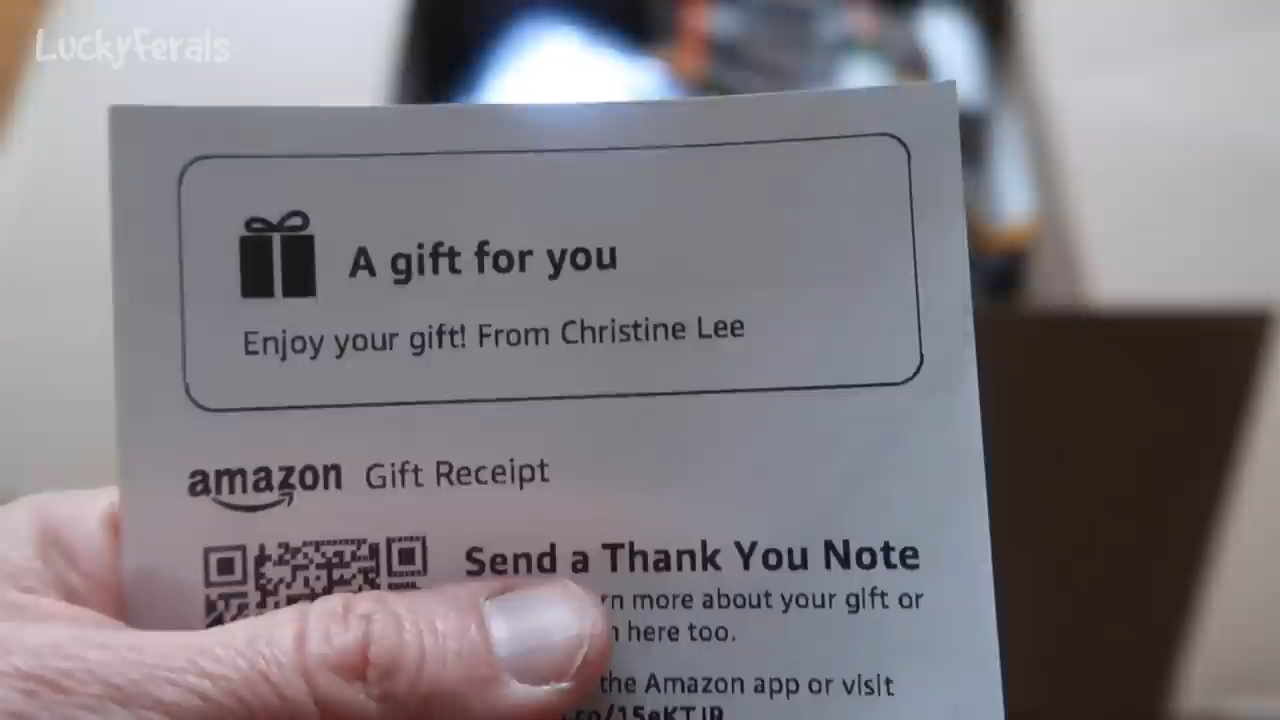 LuckyFerals
A gift for you
Enjoy your gift! From Christine Lee
amazon Gift Receipt
Send a Thank You Note
more about your gift or
here too.
the Amazon app or visit